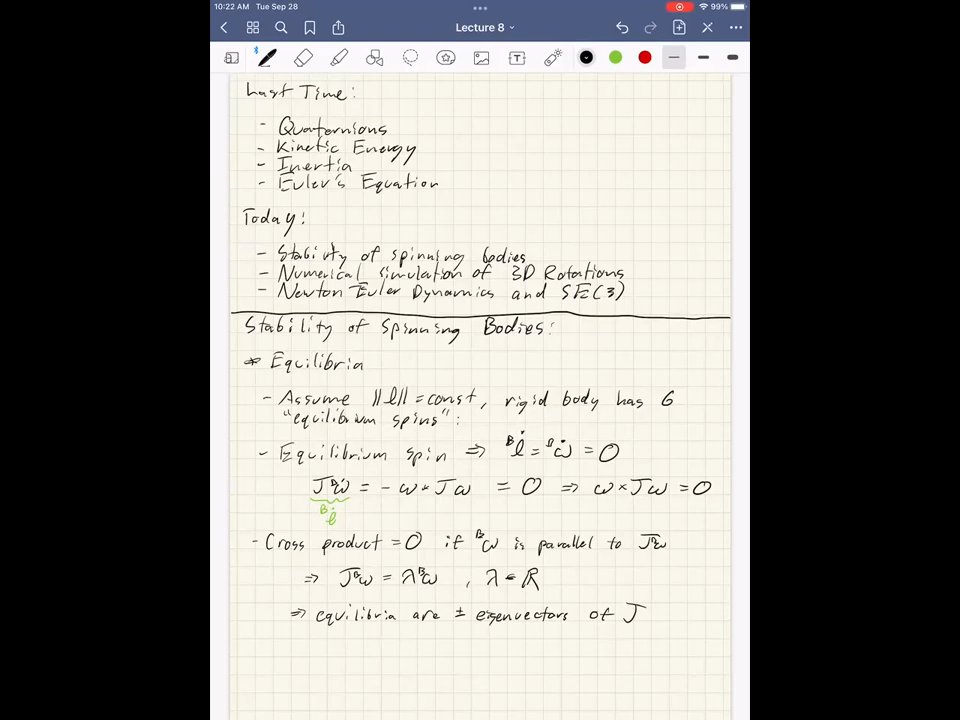 10:22 AM Tue Sep 28
99%
Lecture 8
Last Time:
- Quaternions
- Kinetic Energy
- Inertia
- Euler's Equation
Today:
- Stability of spinning bodies
- Numerical simulation of 3D Rotations
- Newton Euler Dynamics and SE(3)
Stability of Spinning Bodies:
* Equilibria
- Assume ||l|| = const, rigid body has 6
"equilibrium spins":
- Equilibrium spin ⇒ ᴮl̇ = ᴮω̇ = 0
Jᴮω̇ = - ω × Jω = 0 ⇒ ω × Jω = 0
ᴮl̇
- Cross product = 0 if ᴮω is parallel to Jᴮω
⇒ Jᴮω = λᴮω , λ ∈ ℝ
⇒ equilibria are ± eigenvectors of J